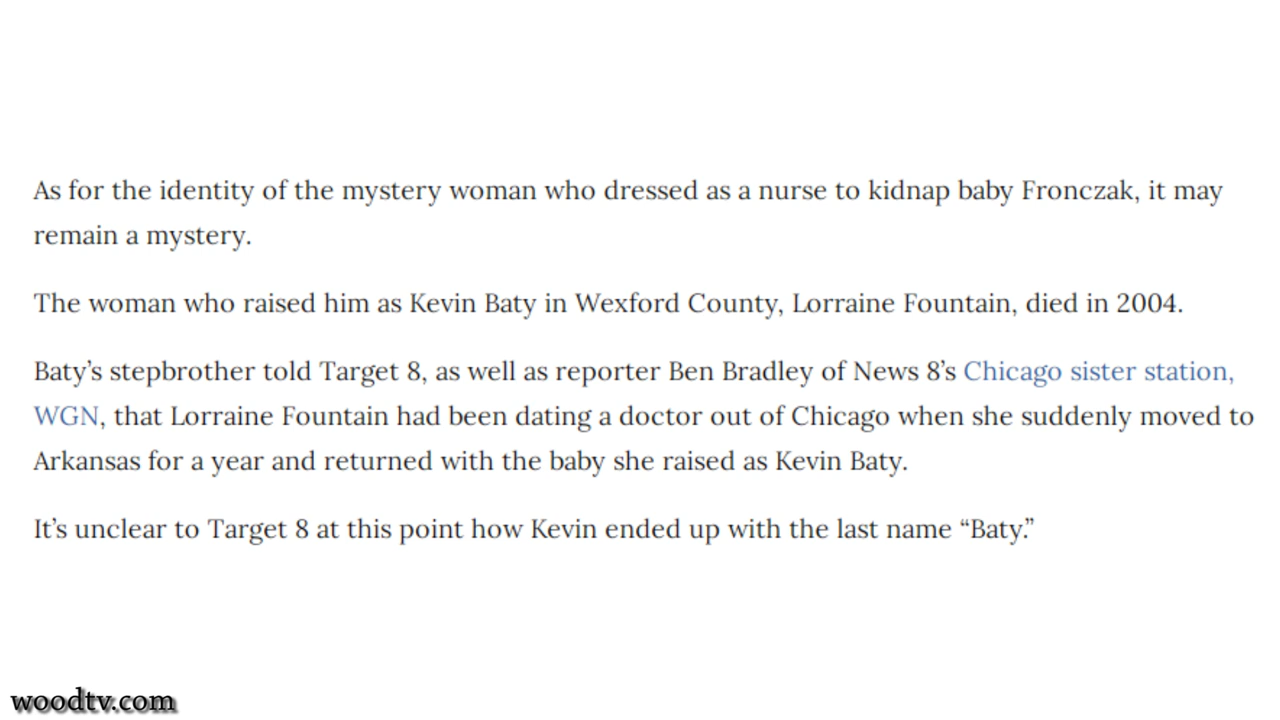 As for the identity of the mystery woman who dressed as a nurse to kidnap baby Fronczak, it may
remain a mystery.
The woman who raised him as Kevin Baty in Wexford County, Lorraine Fountain, died in 2004.
Baty’s stepbrother told Target 8, as well as reporter Ben Bradley of News 8’s Chicago sister station,
WGN, that Lorraine Fountain had been dating a doctor out of Chicago when she suddenly moved to
Arkansas for a year and returned with the baby she raised as Kevin Baty.
It’s unclear to Target 8 at this point how Kevin ended up with the last name “Baty.”
woodtv.com